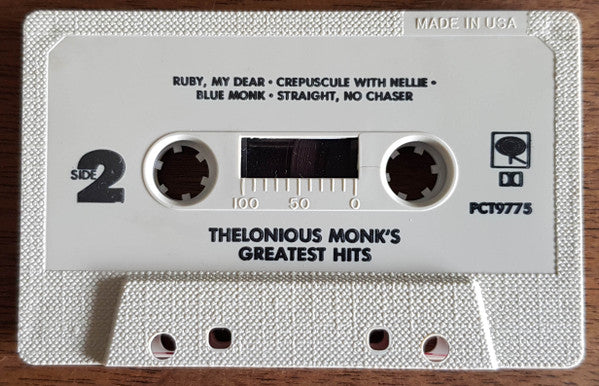 MADE IN USA
RUBY, MY DEAR • CREPUSCULE WITH NELLIE •
BLUE MONK • STRAIGHT, NO CHASER
SIDE 2
100 50 0
PCT9775
THELONIOUS MONK'S
GREATEST HITS